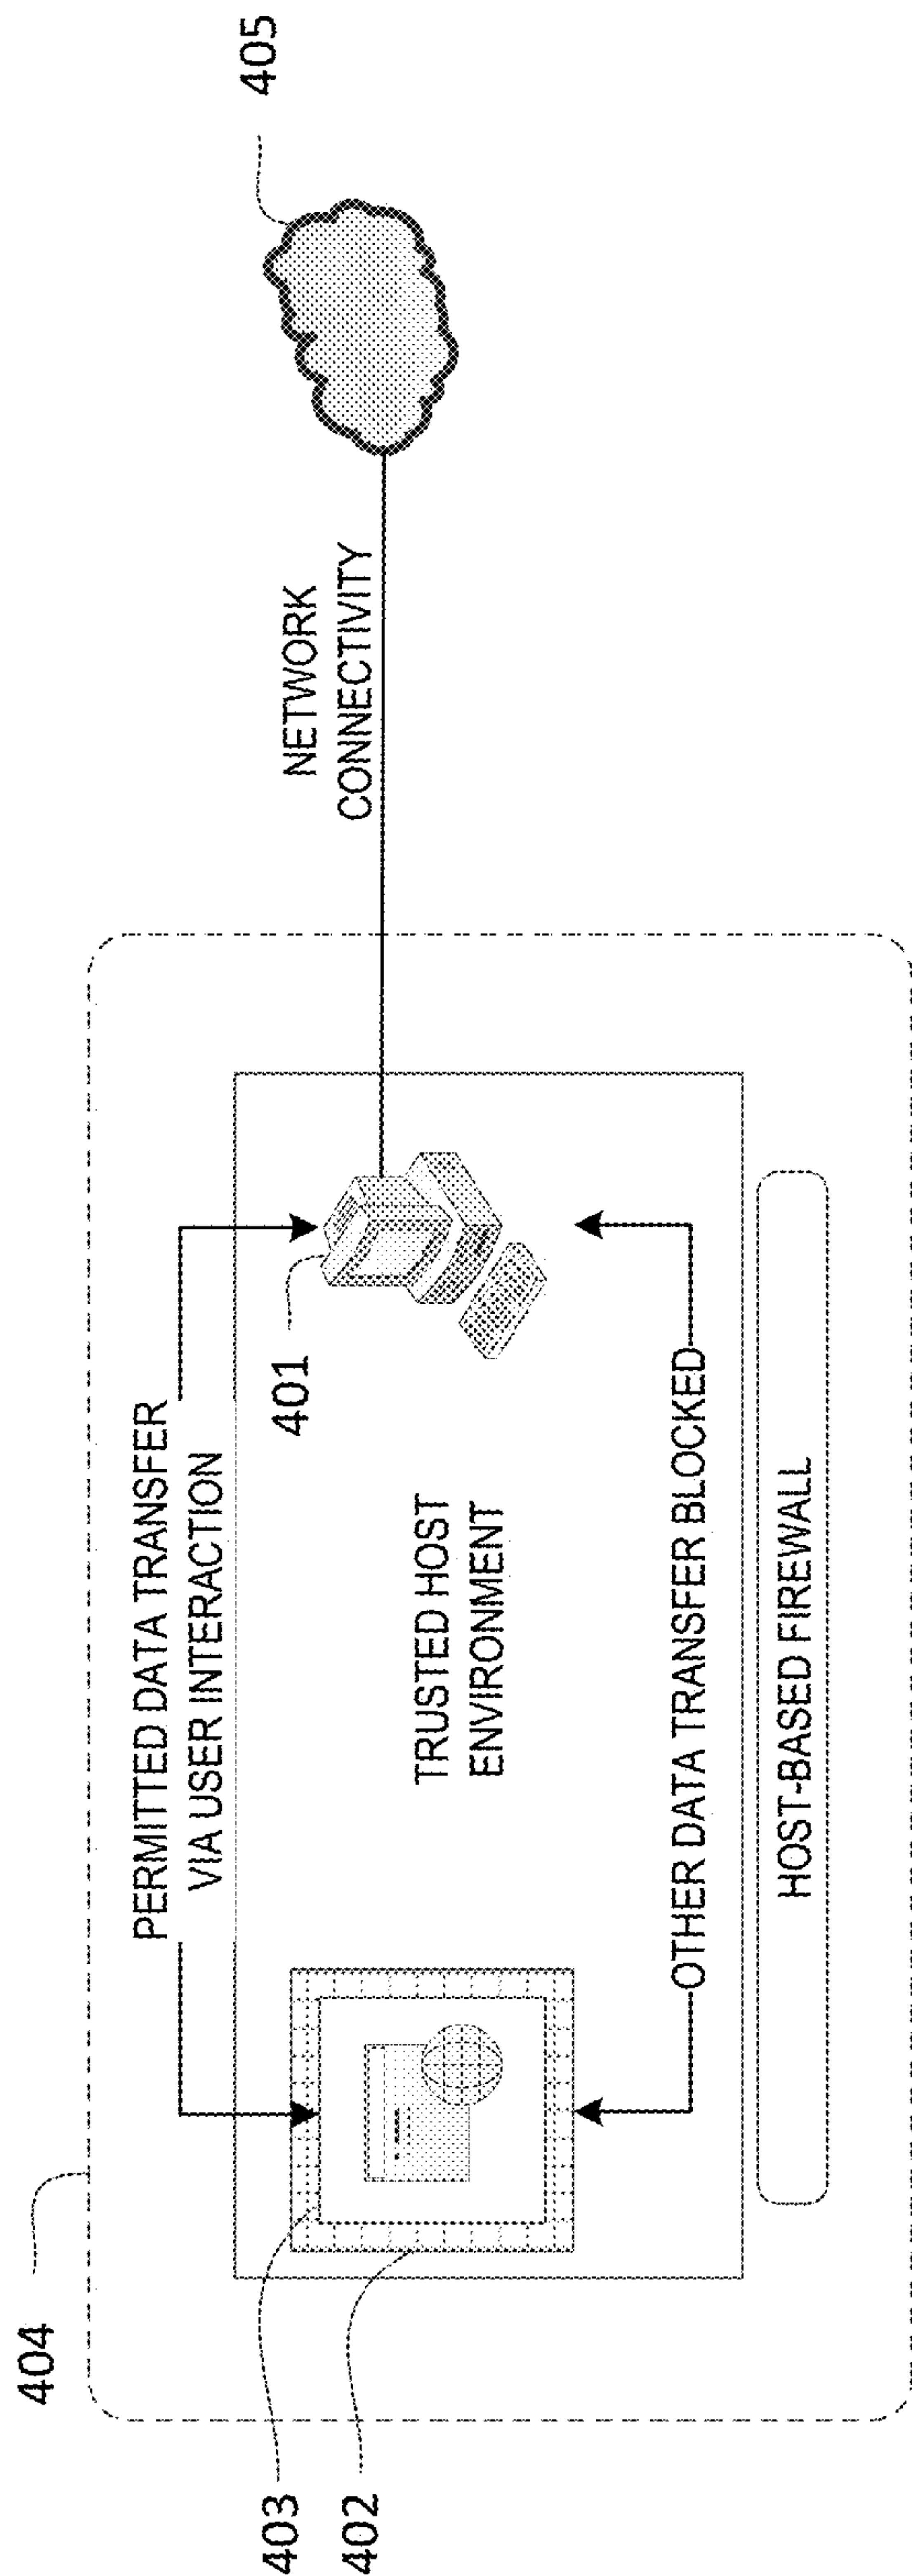 404
PERMITTED DATA TRANSFER
VIA USER INTERACTION
403
402
401
405
NETWORK
CONNECTIVITY
TRUSTED HOST
ENVIRONMENT
OTHER DATA TRANSFER BLOCKED
HOST-BASED FIREWALL